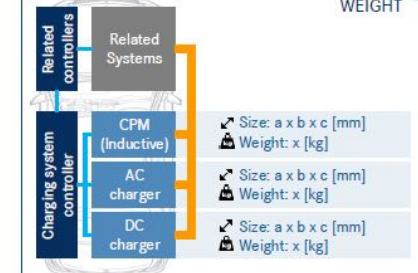 WEIGHT
Related
controllers
Related
Systems
Charging system
controller
CPM
(Inductive)
Size: a x b x c [mm]
Weight: x [kg]
AC
charger
Size: a x b x c [mm]
Weight: x [kg]
DC
charger
Size: a x b x c [mm]
Weight: x [kg]